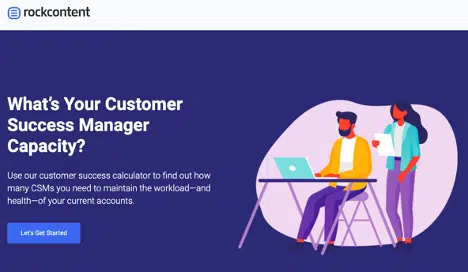 rockcontent
What's Your Customer
Success Manager
Capacity?
Use our customer success calculator to find out how
many CSMs you need to maintain the workload—and
health—of your current accounts.
Let's Get Started